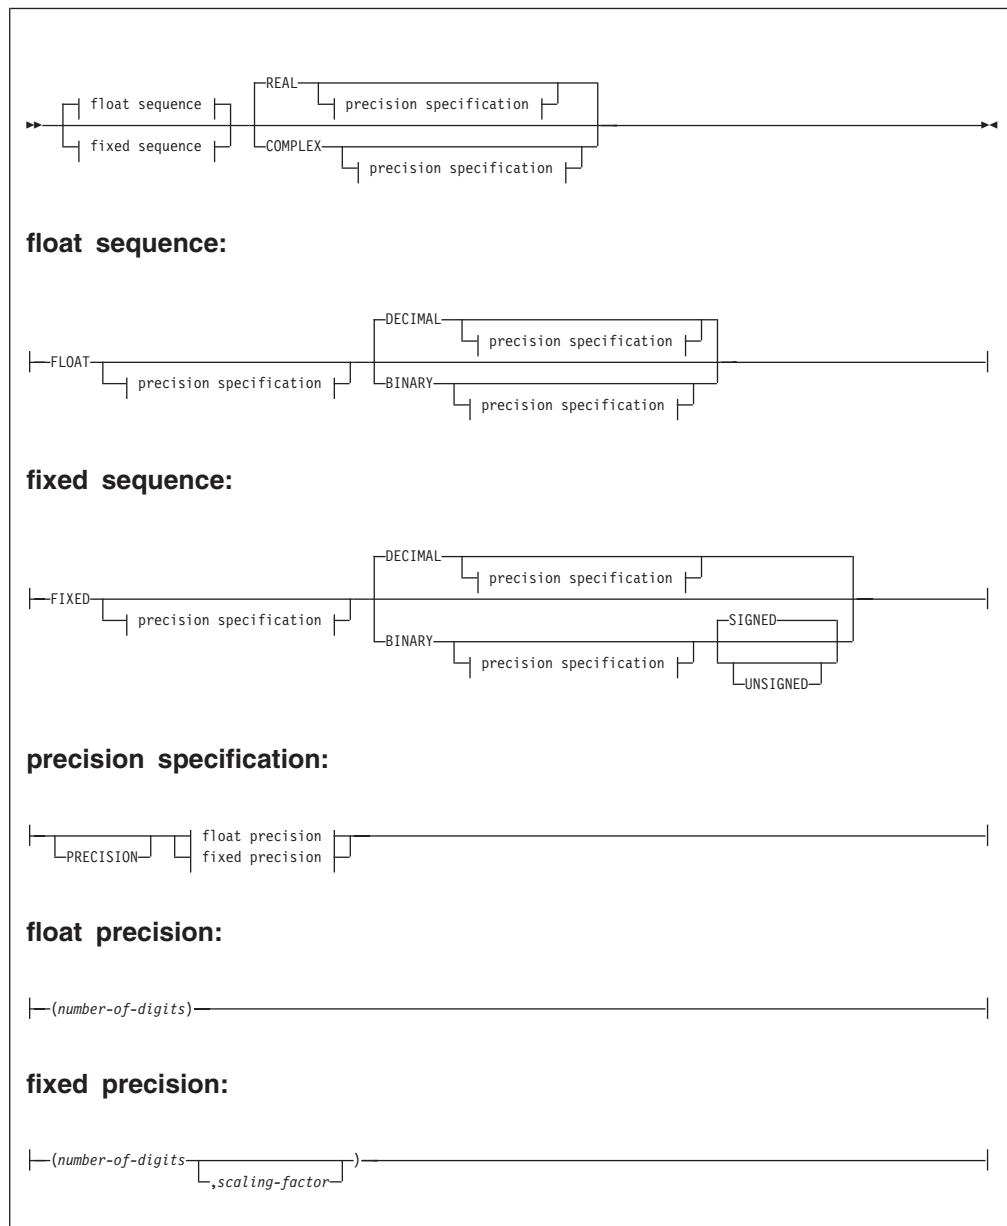 REAL
float sequence
precision specification
fixed sequence
COMPLEX
precision specification
float sequence:
DECIMAL
precision specification
FLOAT
precision specification
BINARY
precision specification
fixed sequence:
DECIMAL
precision specification
FIXED
precision specification
BINARY
precision specification
SIGNED
UNSIGNED
precision specification:
PRECISION
float precision
fixed precision
float precision:
(number-of-digits)
fixed precision:
(number-of-digits
,scaling-factor
)